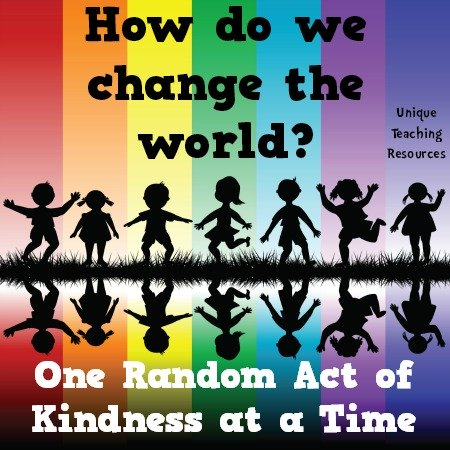 How do we
change the
world?
Unique
Teaching
Resources
One Random Act of
Kindness at a Time